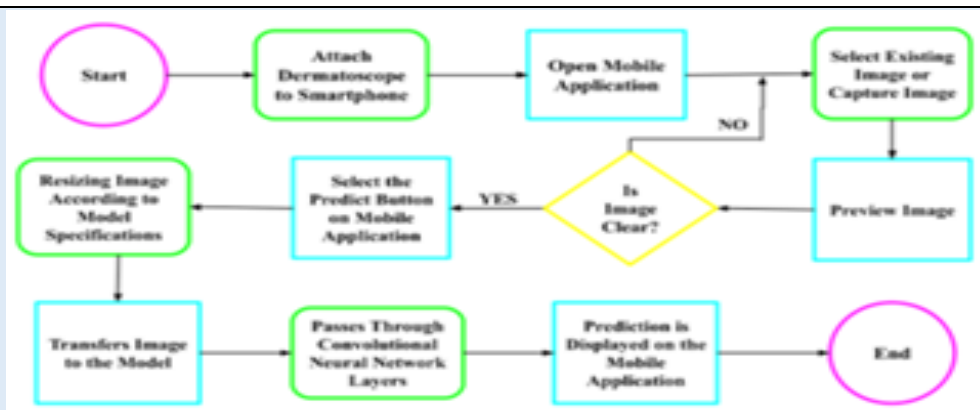 Start
Attach
Dermatoscope
to Smartphone
Open Mobile
Application
Select Existing
Image or
Capture Image
NO
Preview Image
Is
Image
Clear?
YES
Select the
Predict Button
on Mobile
Application
Resizing Image
According to
Model
Specifications
Transfers Image
to the Model
Passes Through
Convolutional
Neural Network
Layers
Prediction is
Displayed on the
Mobile
Application
End